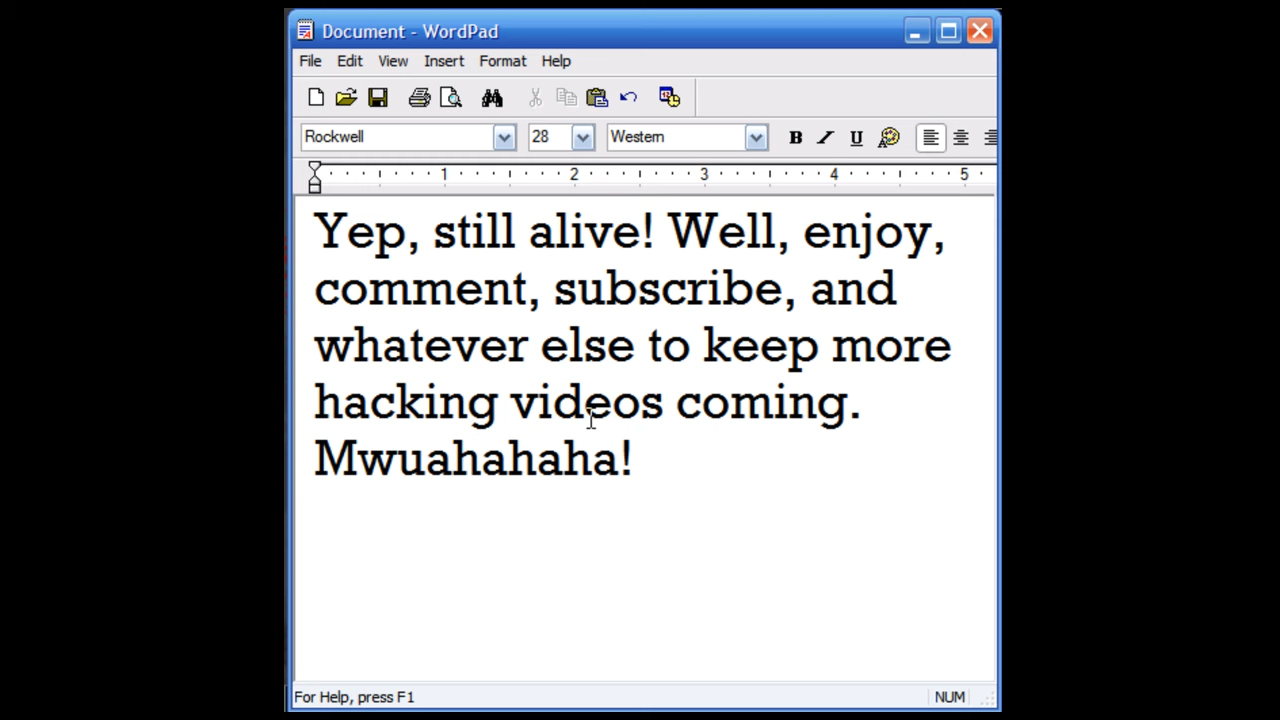 Document - WordPad
File Edit View Insert Format Help
Rockwell 28 Western B I U
1 2 3 4 5
Yep, still alive! Well, enjoy,
comment, subscribe, and
whatever else to keep more
hacking videos coming.
Mwuahahaha!
For Help, press F1 NUM